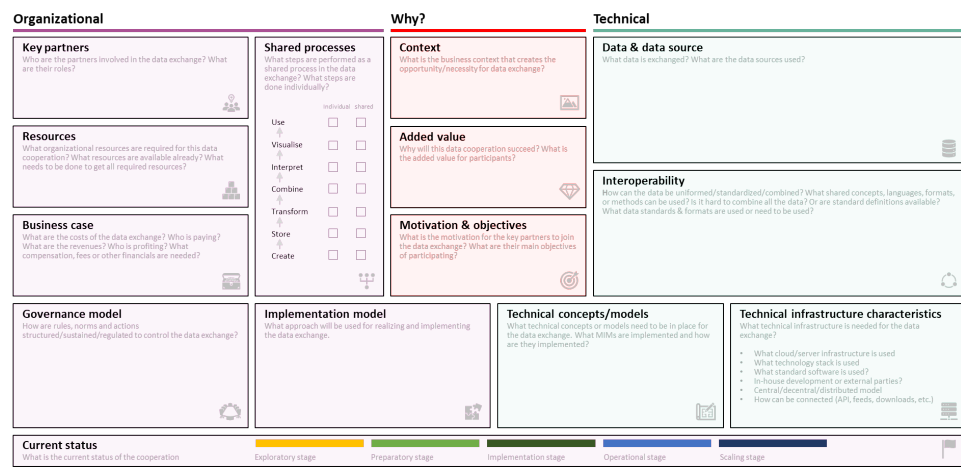 Organizational
Why?
Technical
Key partners
Who are the partners involved in the data exchange? What
are their roles?
Resources
What organizational resources are required for this data
cooperation? What resources are available already? What
needs to be done to get all required resources?
Business case
What are the costs of the data exchange? Who is paying?
What are the revenues? Who is profiting? What
compensation, fees or other financials are needed?
Shared processes
What steps are performed as a
shared process in the data
exchange? What steps are
done individually?
individual shared
Use
Visualise
Interpret
Combine
Transform
Store
Create
Context
What is the business context that creates the
opportunity/necessity for data exchange?
Added value
Why will this data cooperation succeed? What is
the added value for participants?
Motivation & objectives
What is the motivation for the key partners to join
the data exchange? What are their main objectives
of participating?
Data & data source
What data is exchanged? What are the data sources used?
Interoperability
How can the data be uniformed/standardized/combined? What shared concepts, languages, formats,
or methods can be used? Is it hard to combine all the data? Or are standard definitions available?
What data standards & formats are used or need to be used?
Governance model
How are rules, norms and actions
structured/sustained/regulated to control the data exchange?
Implementation model
What approach will be used for realizing and implementing
the data exchange.
Technical concepts/models
What technical concepts or models need to be in place for
the data exchange. What MiMs are implemented and how
are they implemented?
Technical infrastructure characteristics
What technical infrastructure is needed for the data
exchange?
• What cloud/server infrastructure is used
• What technology stack is used
• What standard software is used?
• In-house development or external parties?
• Central/decentral/distributed model
• How can be connected (API, feeds, downloads, etc.)
Current status
What is the current status of the cooperation
Exploratory stage
Preparatory stage
Implementation stage
Operational stage
Scaling stage